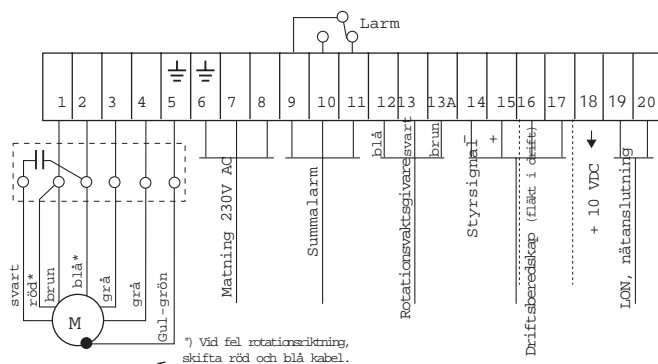 Larm
1 2 3 4 5 6 7 8 9 10 11 12 13 13A 14 15 16 17 18 19 20
blå
svart
brun
-
+
Matning 230V AC
Summalarm
Rotationsvaktsgivare
Styrsignal
Driftsberedskap (fläkt i drift)
+ 10 VDC
LON, nätanslutning
svart
röd*
brun
blå*
grå
grå
Gul-grön
M
*) Vid fel rotationsriktning,
skifta röd och blå kabel.